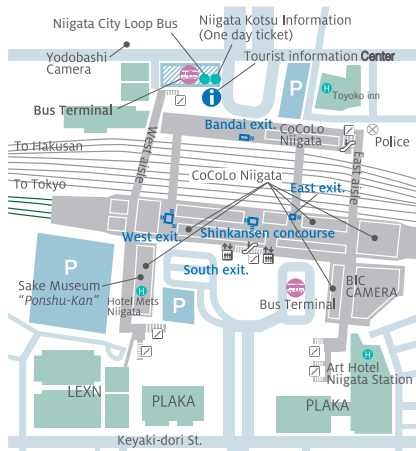 Niigata City Loop Bus
Niigata Kotsu Information
(One day ticket)
Yodobashi
Camera
Tourist information Center
i
P
H
Toyoko inn
Bus Terminal
Bandai exit.
CoCoLo
Niigata
Police
West aisle
East aisle
To Hakusan
CoCoLo Niigata
To Tokyo
East exit.
West exit.
Shinkansen concourse
South exit.
P
Sake Museum
“Ponshu-Kan”
H
Hotel Mets
Niigata
P
Bus Terminal
BIC
CAMERA
H
Art Hotel
Niigata Station
LEXN
PLAKA
PLAKA
Keyaki-dori St.